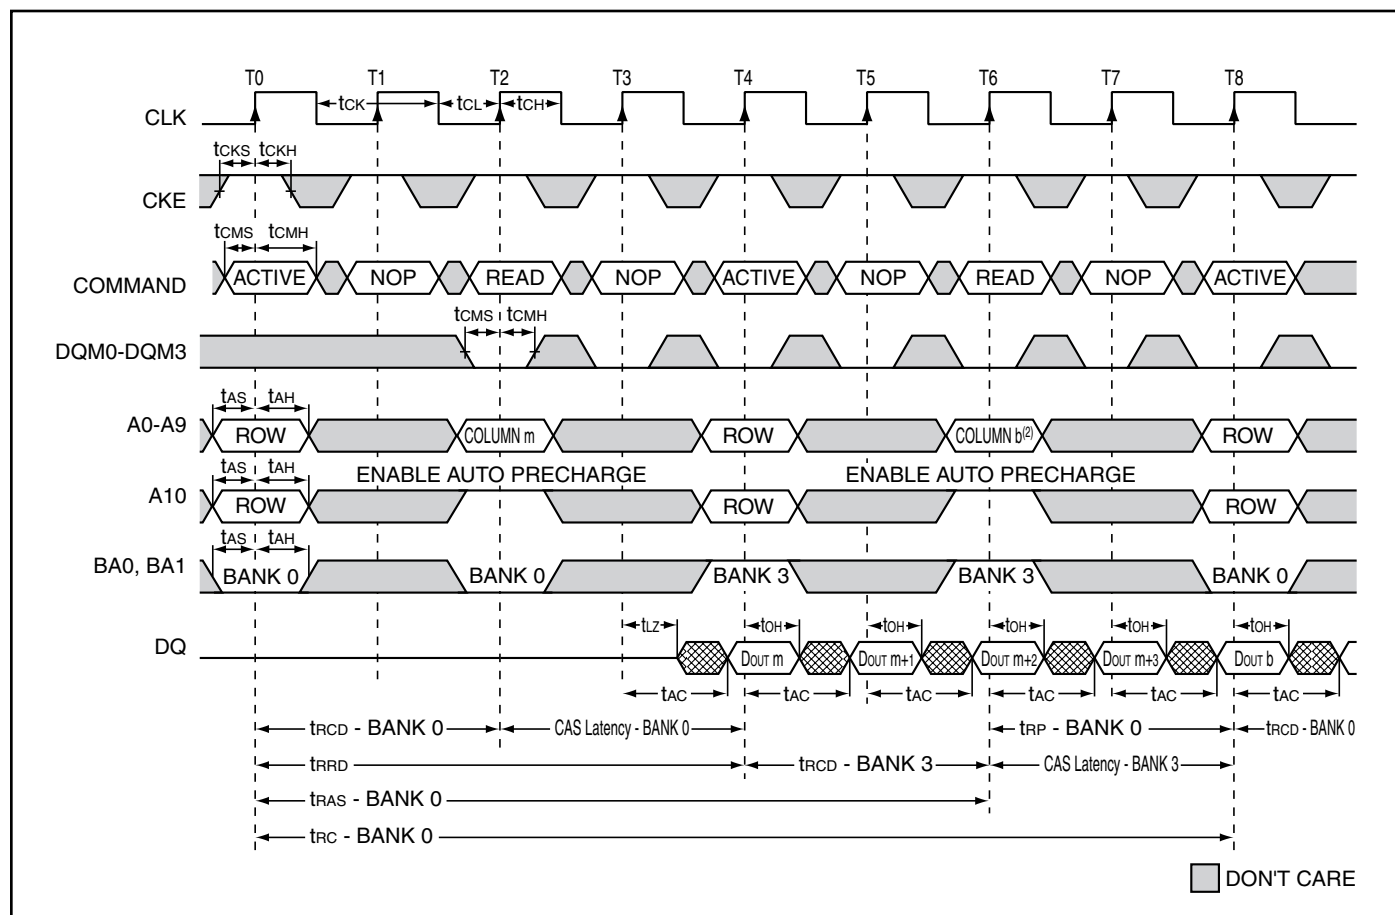 T0 T1 T2 T3 T4 T5 T6 T7 T8
CLK tCK tCL tCH
tCKS tCKH
CKE
tCMS tCMH
COMMAND ACTIVE NOP READ NOP ACTIVE NOP READ NOP ACTIVE
tCMS tCMH
DQM0-DQM3
tAS tAH
A0-A9 ROW COLUMN m ROW COLUMN b(2) ROW
tAS tAH ENABLE AUTO PRECHARGE ENABLE AUTO PRECHARGE
A10 ROW ROW ROW
tAS tAH
BA0, BA1 BANK 0 BANK 0 BANK 3 BANK 3 BANK 0
tLZ tOH tOH tOH tOH tOH
DQ DOUT m DOUT m+1 DOUT m+2 DOUT m+3 DOUT b
tAC tAC tAC tAC tAC tAC
tRCD - BANK 0 CAS Latency - BANK 0 tRP - BANK 0 tRCD - BANK 0
tRRD tRCD - BANK 3 CAS Latency - BANK 3
tRAS - BANK 0
tRC - BANK 0
DON'T CARE